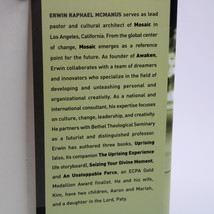 ERWIN RAPHAEL MCMANUS serves as lead
pastor and cultural architect of Mosaic in
Los Angeles, California. From the global center
of change, Mosaic emerges as a reference
point for the future. As founder of Awaken,
Erwin collaborates with a team of dreamers
and innovators who specialize in the field of
developing and unleashing personal and
organizational creativity. As a national and
international consultant, his expertise focuses
on culture, change, leadership, and creativity.
He partners with Bethel Theological Seminary
as a futurist and distinguished professor.
Erwin has authored three books, Uprising
(also, its companion The Uprising Experience
life storyboard), Seizing Your Divine Moment,
and An Unstoppable Force, an ECPA Gold
Medallion Award finalist. He and his wife,
Kim, have two children, Aaron and Mariah,
and a daughter in the Lord, Paty.